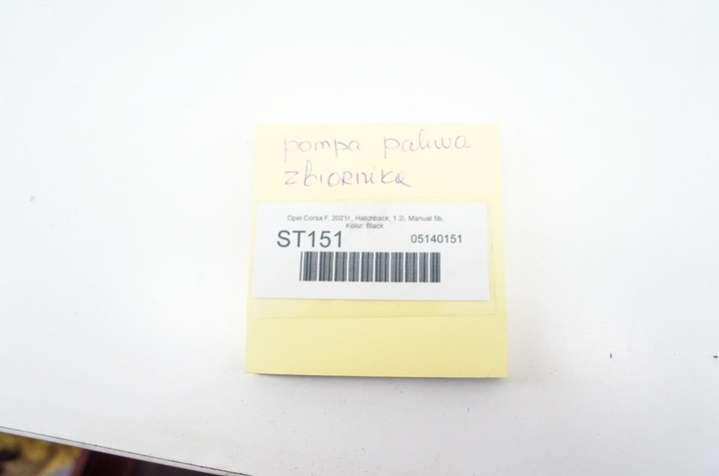 pompa paliwa
zbiornika
Opel Corsa F, 2021r., Hatchback, 1.2i, Manual 5b,
Kolor: Black
ST151 05140151